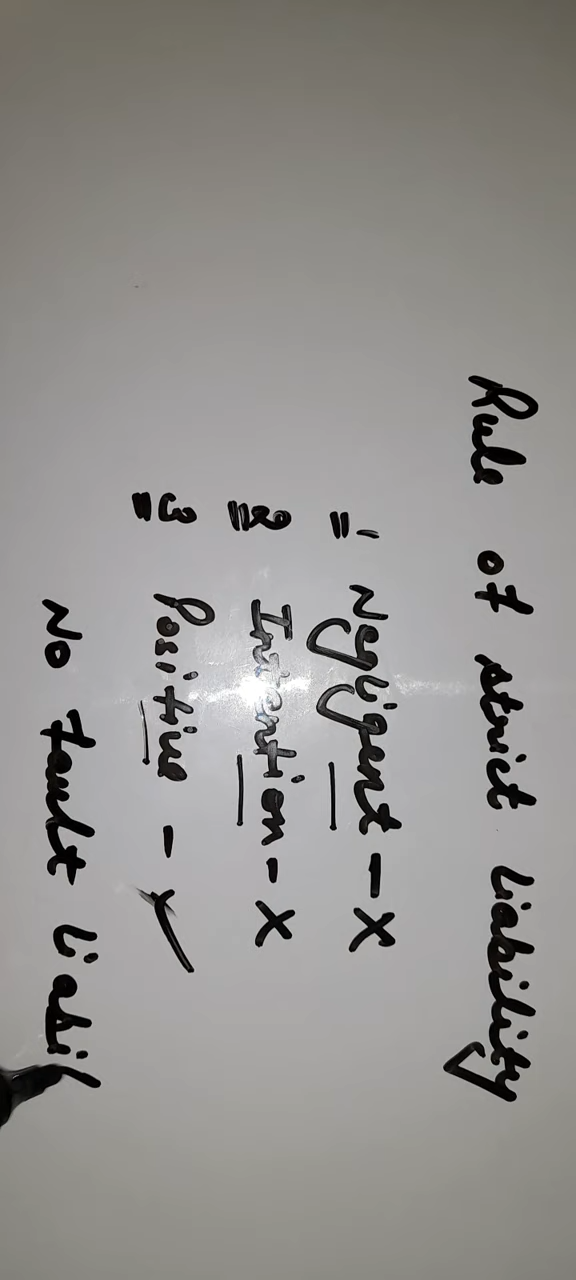 Rule of strict liability
1 Negligent - X
2 Intention - X
3 Positive - ✓
No fault liabil